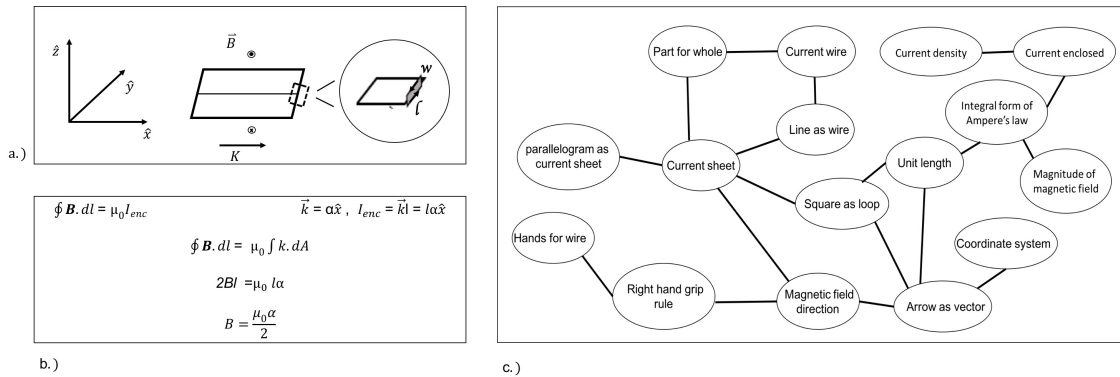 a.)
ẑ
ŷ
x̂
B⃗
K
w
l
∮ B. dl = μ₀I_enc
k⃗ = αx̂ , I_enc = k⃗l = lαx̂
∮ B. dl = μ₀ ∫ k. dA
2Bl =μ₀ lα
B = μ₀α / 2
b.)
Part for whole
Current wire
Current density
Current enclosed
Integral form of
Ampere's law
Line as wire
parallelogram as
current sheet
Current sheet
Unit length
Magnitude of
magnetic field
Square as loop
Hands for wire
Coordinate system
Right hand grip
rule
Magnetic field
direction
Arrow as vector
c.)